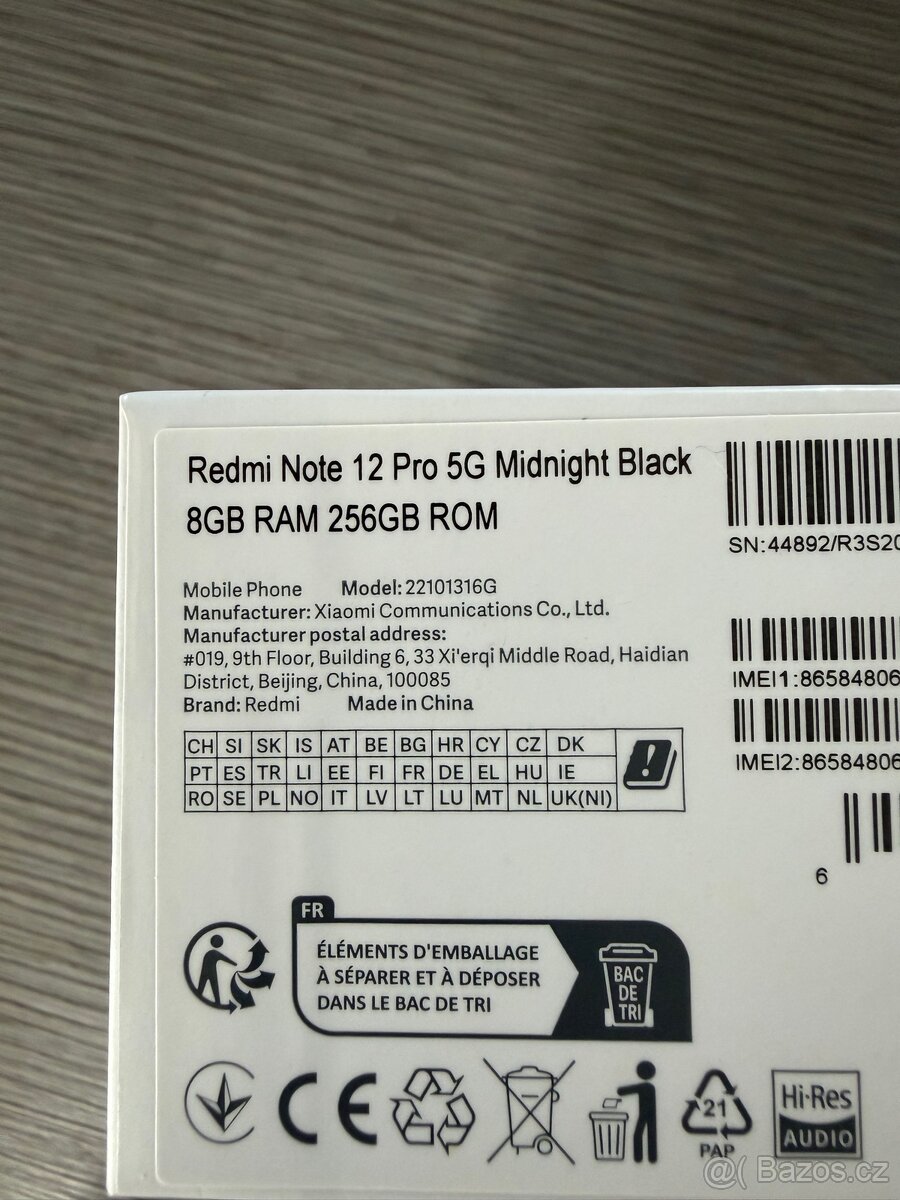 Redmi Note 12 Pro 5G Midnight Black
8GB RAM 256GB ROM
SN:44892/R3S20
Mobile Phone Model: 22101316G
Manufacturer: Xiaomi Communications Co., Ltd.
Manufacturer postal address:
#019, 9th Floor, Building 6, 33 Xi'erqi Middle Road, Haidian
District, Beijing, China, 100085
Brand: Redmi Made in China
IMEI1:86584806
IMEI2:86584806
CH SI SK IS AT BE BG HR CY CZ DK
PT ES TR LI EE FI FR DE EL HU IE
RO SE PL NO IT LV LT LU MT NL UK(NI)
6
FR
ÉLÉMENTS D'EMBALLAGE
À SÉPARER ET À DÉPOSER
DANS LE BAC DE TRI
BAC
DE
TRI
CE
21
PAP
Hi-Res
AUDIO
@( Bazos.cz